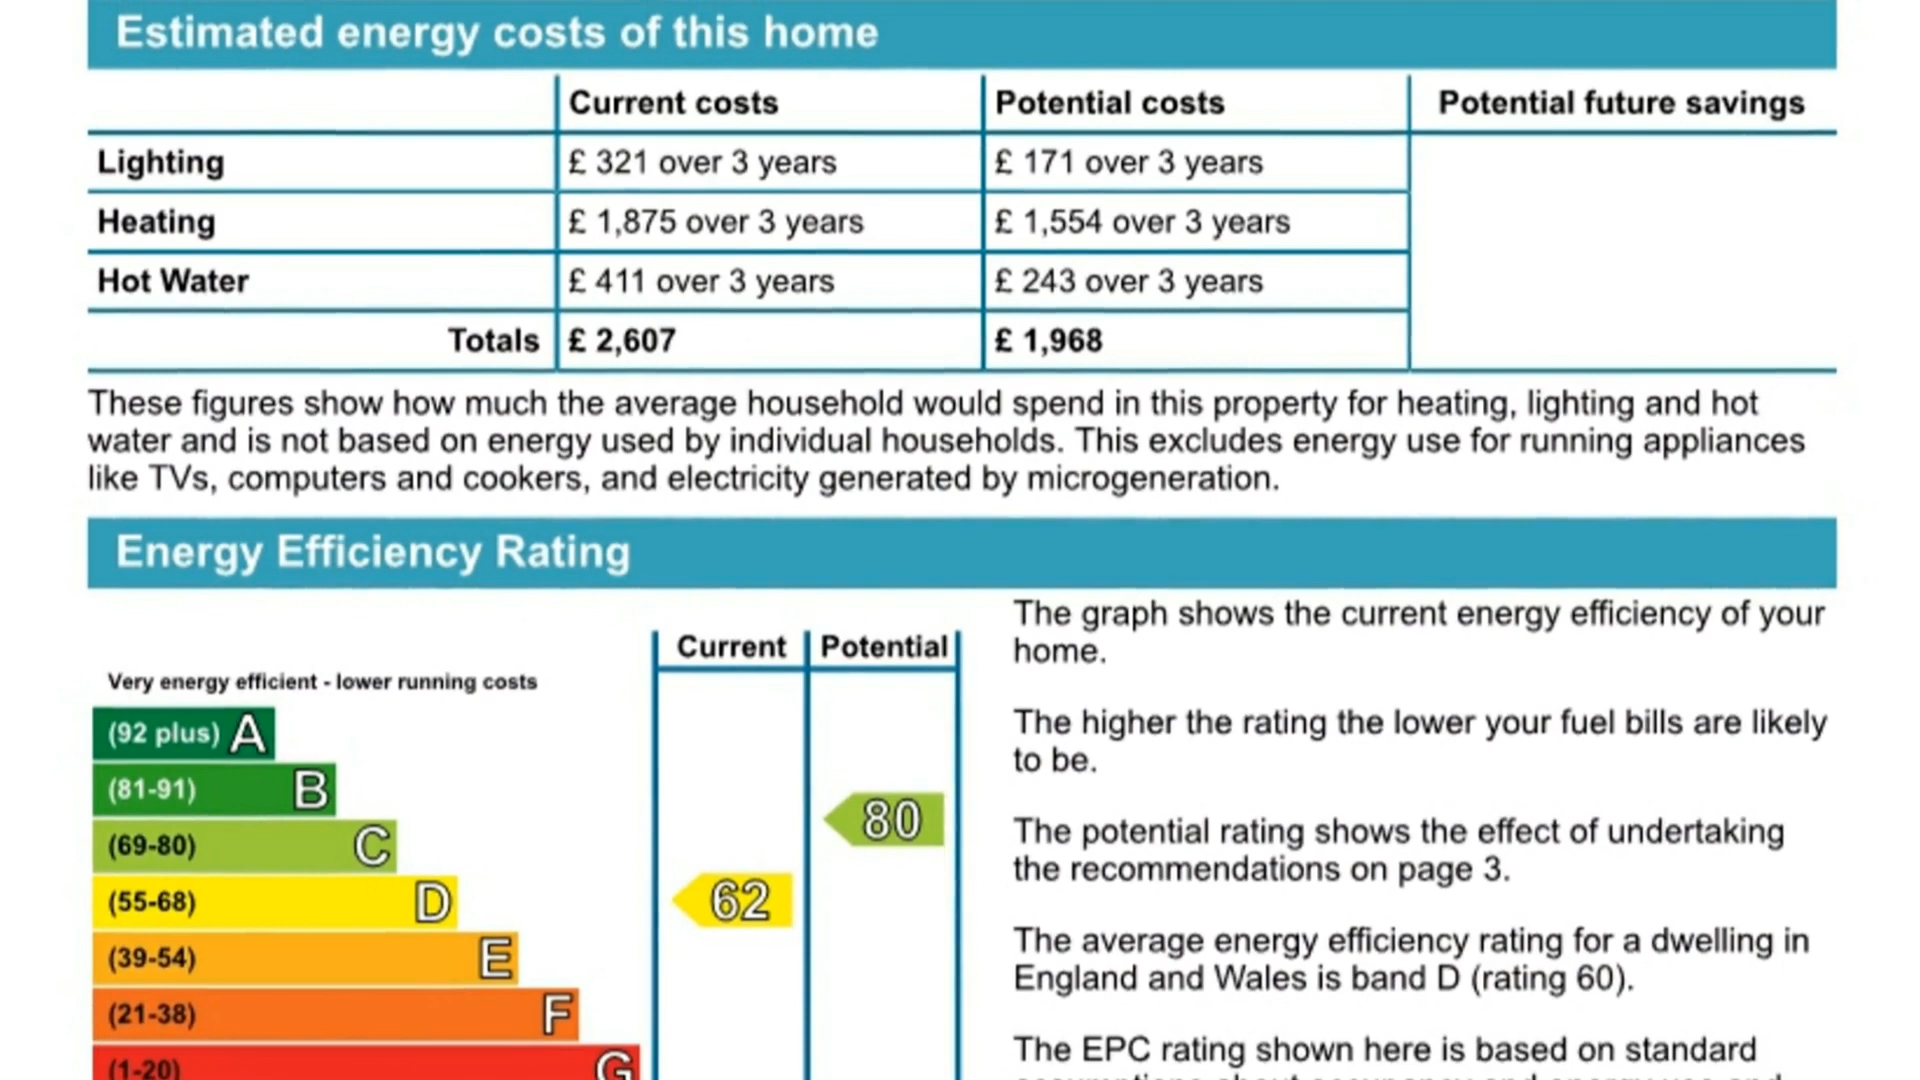 Estimated energy costs of this home
Current costs Potential costs Potential future savings
Lighting £ 321 over 3 years £ 171 over 3 years
Heating £ 1,875 over 3 years £ 1,554 over 3 years
Hot Water £ 411 over 3 years £ 243 over 3 years
Totals £ 2,607 £ 1,968
These figures show how much the average household would spend in this property for heating, lighting and hot
water and is not based on energy used by individual households. This excludes energy use for running appliances
like TVs, computers and cookers, and electricity generated by microgeneration.
Energy Efficiency Rating
Current Potential
Very energy efficient - lower running costs
(92 plus) A
(81-91) B
(69-80) C
80
(55-68) D
62
(39-54) E
(21-38) F
(1-20) G
The graph shows the current energy efficiency of your
home.
The higher the rating the lower your fuel bills are likely
to be.
The potential rating shows the effect of undertaking
the recommendations on page 3.
The average energy efficiency rating for a dwelling in
England and Wales is band D (rating 60).
The EPC rating shown here is based on standard